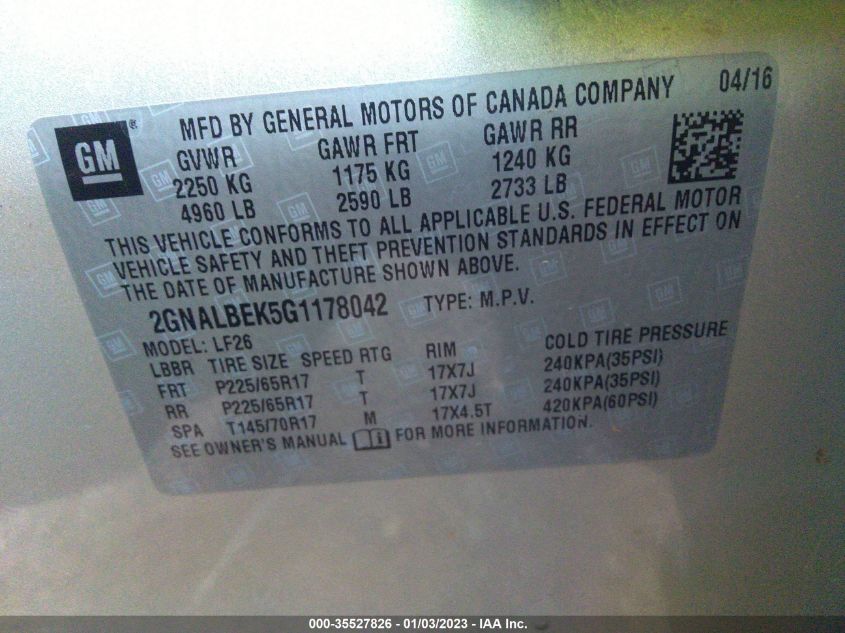 GM
MFD BY GENERAL MOTORS OF CANADA COMPANY 04/16
GVWR GAWR FRT GAWR RR
2250 KG 1175 KG 1240 KG
4960 LB 2590 LB 2733 LB
THIS VEHICLE CONFORMS TO ALL APPLICABLE U.S. FEDERAL MOTOR
VEHICLE SAFETY AND THEFT PREVENTION STANDARDS IN EFFECT ON
THE DATE OF MANUFACTURE SHOWN ABOVE.
2GNALBEK5G1178042 TYPE: M.P.V.
MODEL: LF26
LBBR TIRE SIZE SPEED RTG RIM COLD TIRE PRESSURE
FRT P225/65R17 T 17X7J 240KPA(35PSI)
RR P225/65R17 T 17X7J 240KPA(35PSI)
SPA T145/70R17 M 17X4.5T 420KPA(60PSI)
SEE OWNER'S MANUAL FOR MORE INFORMATION.
000-35527826 - 01/03/2023 - IAA Inc.